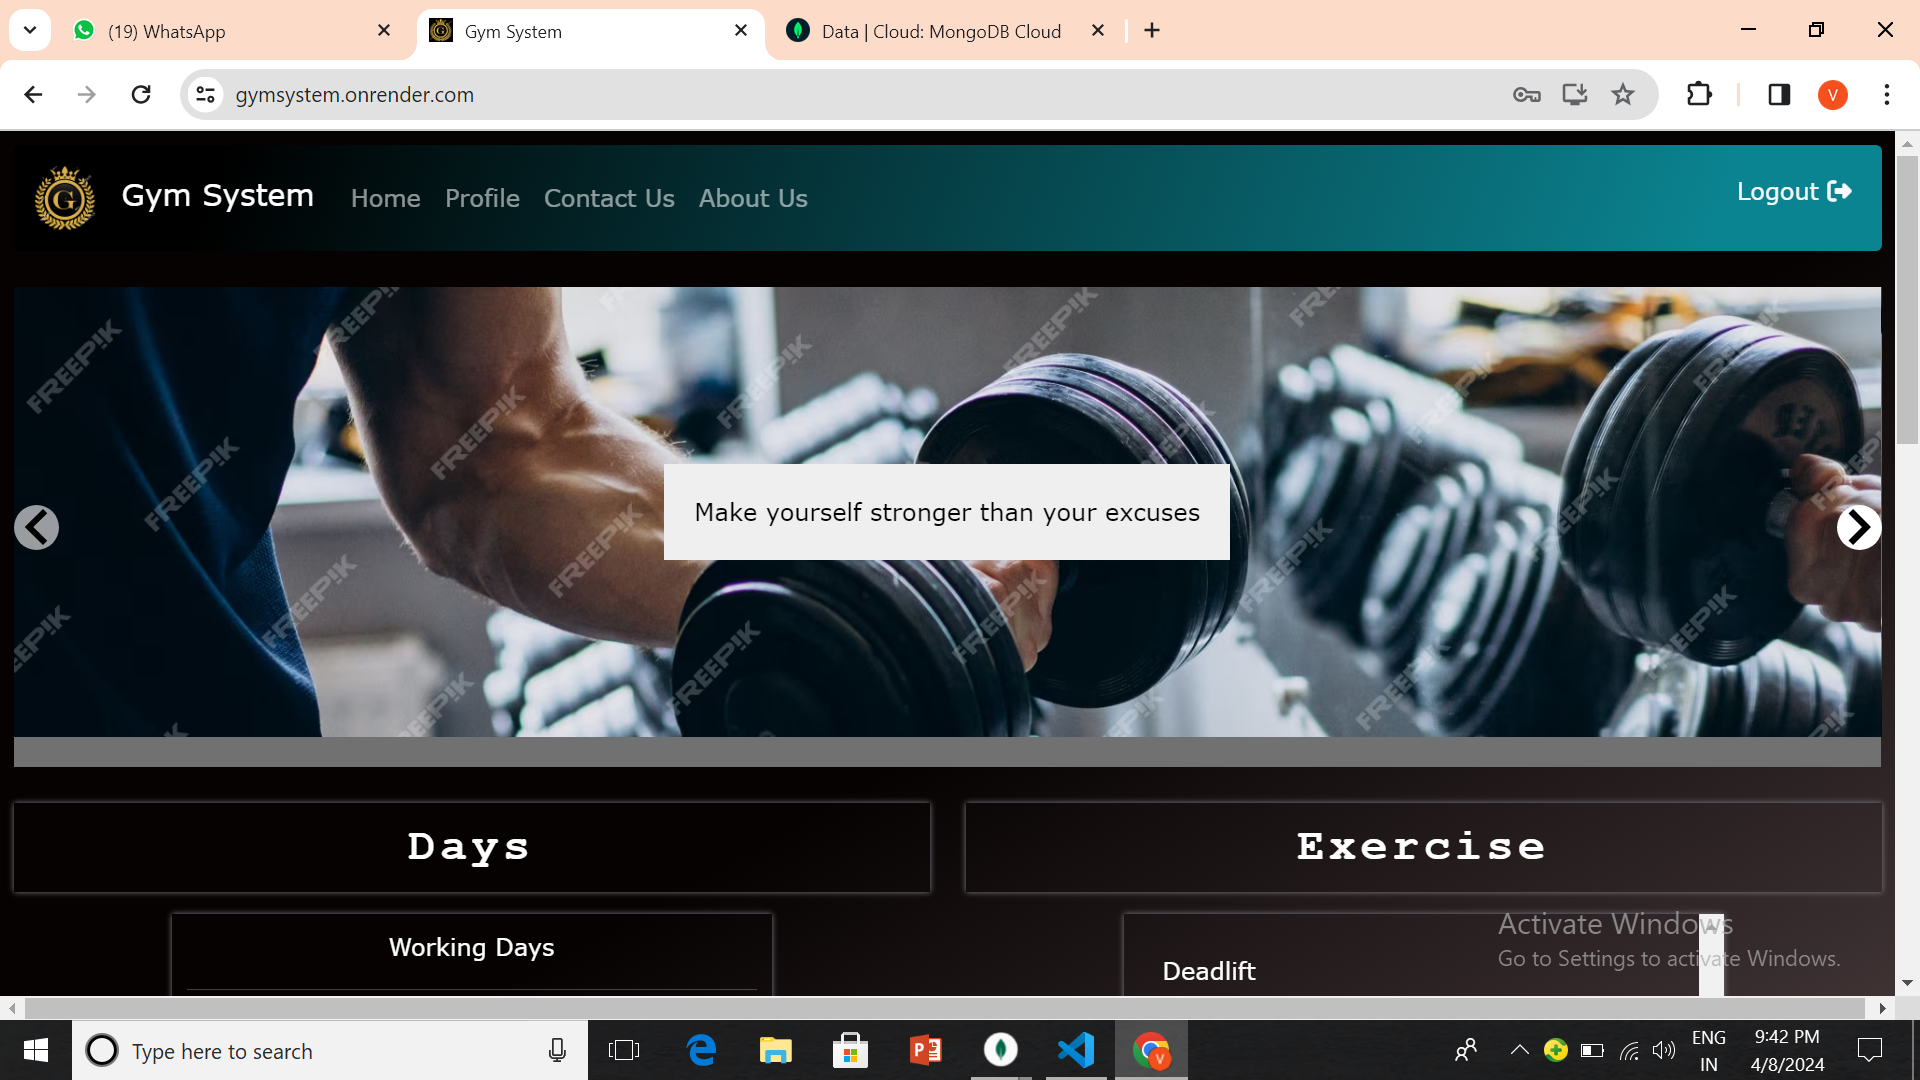 (19) WhatsApp
Gym System
Data | Cloud: MongoDB Cloud
gymsystem.onrender.com
V
G
Gym System
Home
Profile
Contact Us
About Us
Logout
FREEPIK
Make yourself stronger than your excuses
Days
Exercise
Working Days
Deadlift
Activate Windows
Go to Settings to activate Windows.
Type here to search
ENG
IN
9:42 PM
4/8/2024